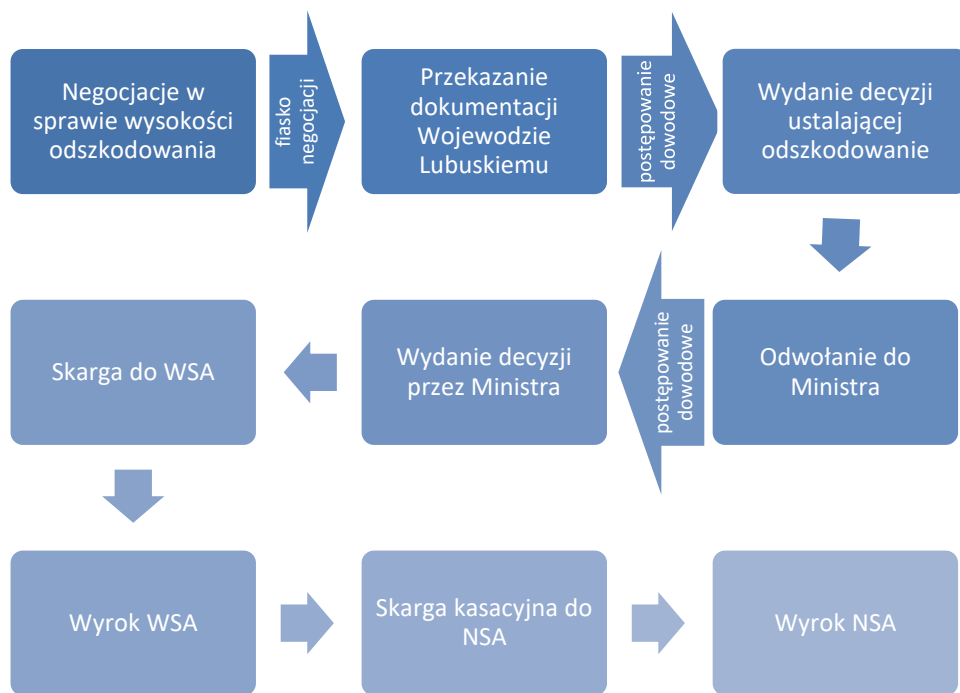 Negocjacje w
sprawie wysokości
odszkodowania
fiasko
negocjacji
Przekazanie
dokumentacji
Wojewodzie
Lubuskiemu
postępowanie
dowodowe
Wydanie decyzji
ustalającej
odszkodowanie
Odwołanie do
Ministra
postępowanie
dowodowe
Wydanie decyzji
przez Ministra
Skarga do WSA
Wyrok WSA
Skarga kasacyjna do
NSA
Wyrok NSA